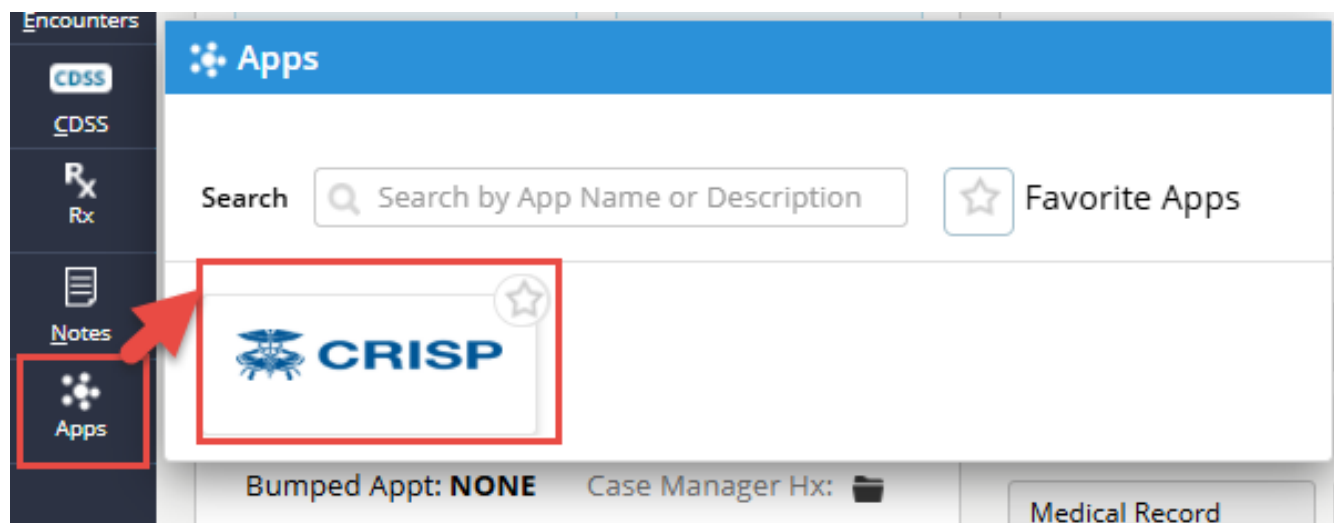 Encounters
CDSS
CDSS
Rx
Rx
Notes
Apps
Apps
Search
Search by App Name or Description
Favorite Apps
CRISP
Bumped Appt: NONE
Case Manager Hx:
Medical Record